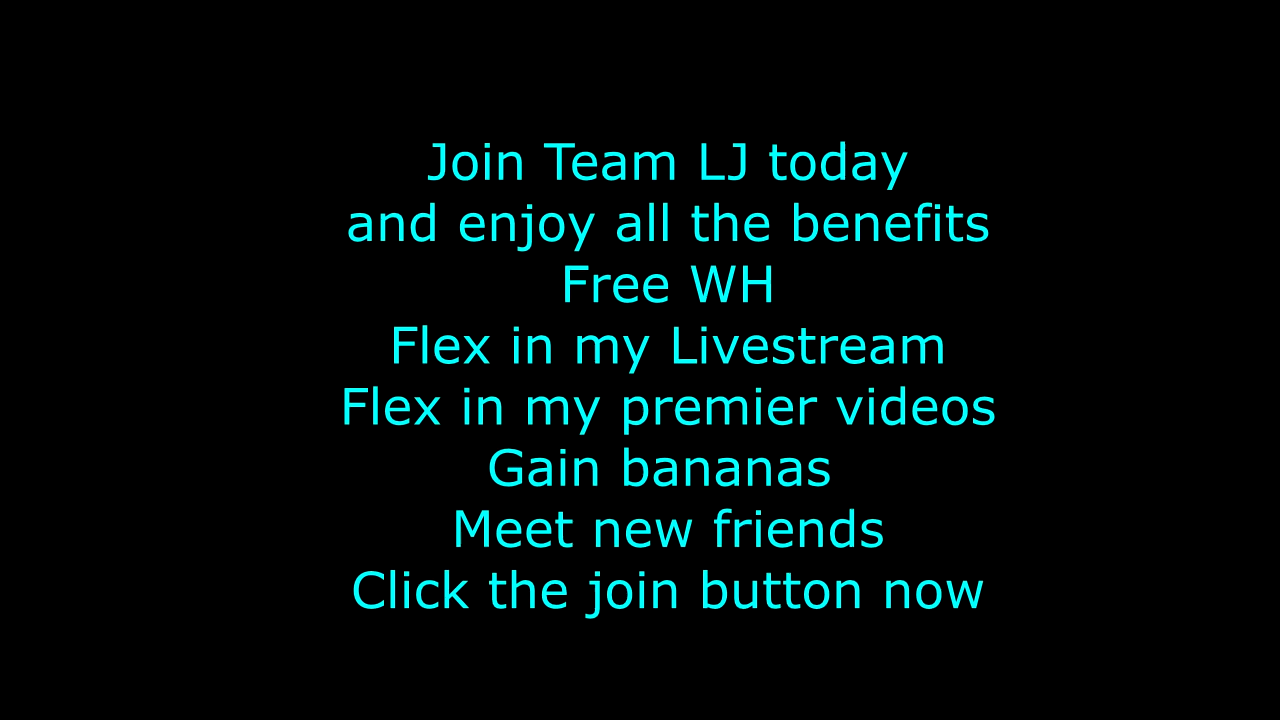 Join Team LJ today
and enjoy all the benefits
Free WH
Flex in my Livestream
Flex in my premier videos
Gain bananas
Meet new friends
Click the join button now